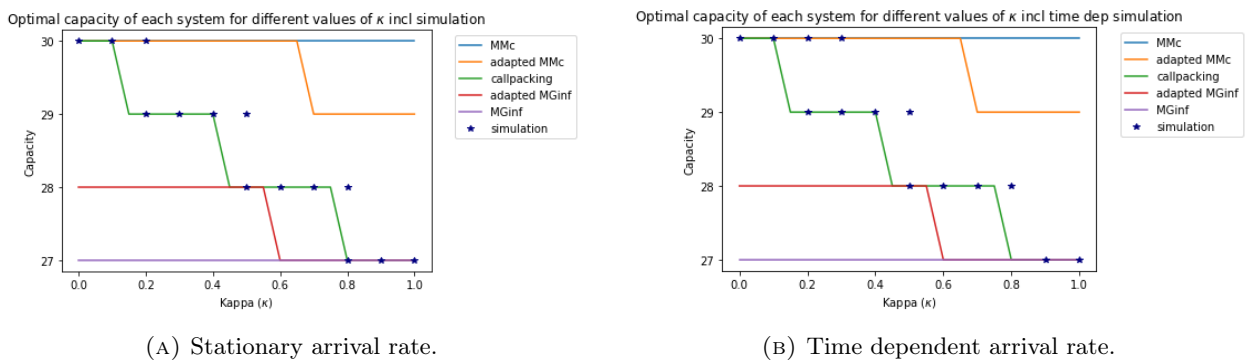 Optimal capacity of each system for different values of κ incl simulation
30
29
28
27
Capacity
0.0 0.2 0.4 0.6 0.8 1.0
Kappa (κ)
MMc
adapted MMc
callpacking
adapted MGinf
MGinf
simulation
(A) Stationary arrival rate.
Optimal capacity of each system for different values of κ incl time dep simulation
30
29
28
27
Capacity
0.0 0.2 0.4 0.6 0.8 1.0
Kappa (κ)
MMc
adapted MMc
callpacking
adapted MGinf
MGinf
simulation
(B) Time dependent arrival rate.